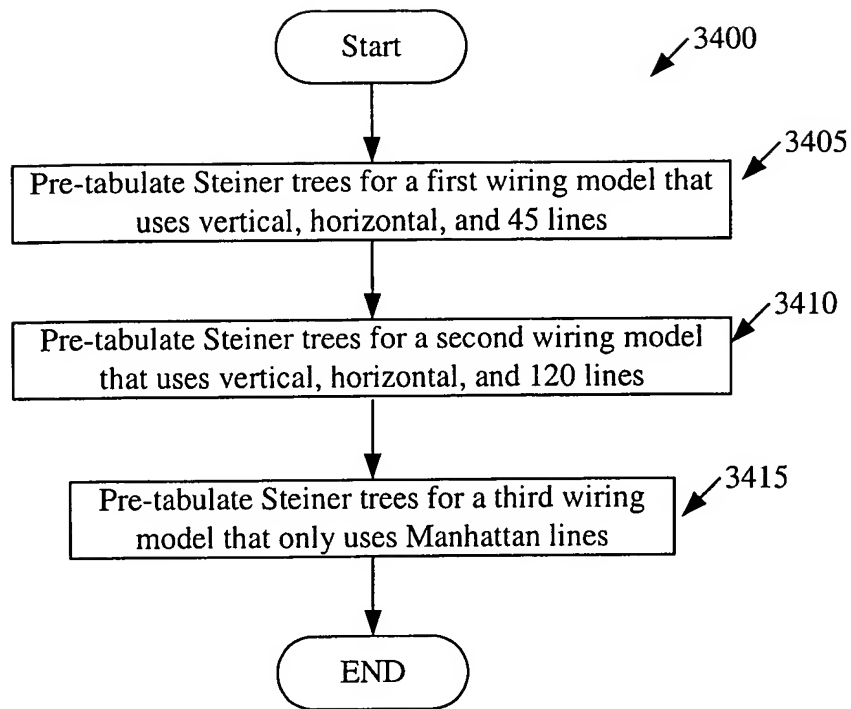 Start
3400
3405
Pre-tabulate Steiner trees for a first wiring model that
uses vertical, horizontal, and 45 lines
3410
Pre-tabulate Steiner trees for a second wiring model
that uses vertical, horizontal, and 120 lines
3415
Pre-tabulate Steiner trees for a third wiring
model that only uses Manhattan lines
END